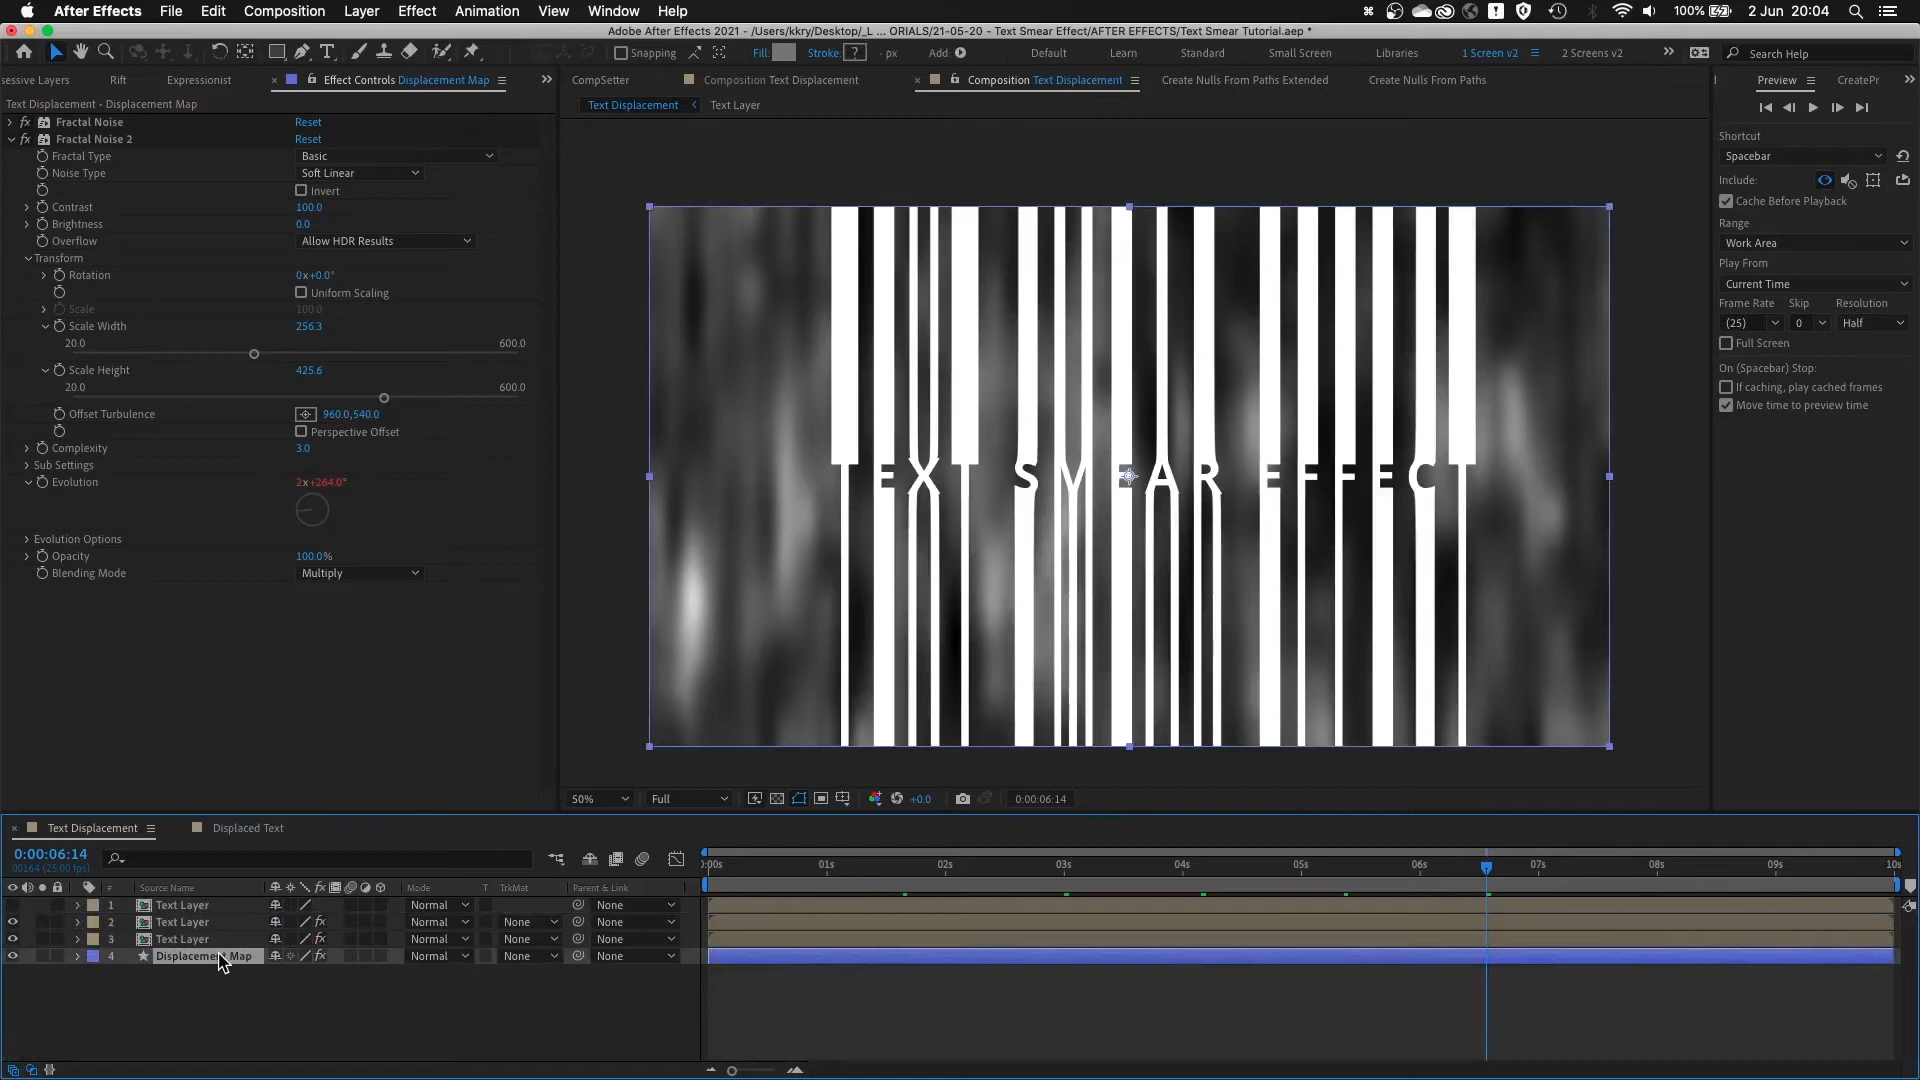 After Effects File Edit Composition Layer Effect Animation View Window Help 100% 2 Jun 20:04
Adobe After Effects 2021 - /Users/kkry/Desktop/_L ... ORIALS/21-05-20 - Text Smear Effect/AFTER EFFECTS/Text Smear Tutorial.aep *
Snapping Fill: Stroke: ? - px Add: Default Learn Standard Small Screen Libraries 1 Screen v2 2 Screens v2 Search Help
sessive Layers Rift Expressionist × Effect Controls Displacement Map CompSetter Composition Text Displacement × Composition Text Displacement Create Nulls From Paths Extended Create Nulls From Paths Preview CreatePr
Text Displacement • Displacement Map
Text Displacement Text Layer
fx Fractal Noise Reset
fx Fractal Noise 2 Reset
Fractal Type Basic
Noise Type Soft Linear
Invert
Contrast 100.0
Brightness 0.0
Overflow Allow HDR Results
Transform
Rotation 0x+0.0°
Uniform Scaling
Scale 100.0
Scale Width 256.3
20.0 600.0
Scale Height 425.6
20.0 600.0
Offset Turbulence 960.0,540.0
Perspective Offset
Complexity 3.0
Sub Settings
Evolution 2x+264.0°
Evolution Options
Opacity 100.0%
Blending Mode Multiply
TEXT SMEAR EFFECT
Shortcut
Spacebar
Include:
Cache Before Playback
Range
Work Area
Play From
Current Time
Frame Rate Skip Resolution
(25) 0 Half
Full Screen
On (Spacebar) Stop:
If caching, play cached frames
Move time to preview time
50% Full +0.0 0:00:06:14
× Text Displacement Displaced Text
0:00:06:14
00164 (25.00 fps)
:00s 01s 02s 03s 04s 05s 06s 07s 08s 09s 10s
# Source Name fx Mode T TrkMat Parent & Link
1 Text Layer Normal None
2 Text Layer fx Normal None None
3 Text Layer fx Normal None None
4 Displacement Map fx Normal None None